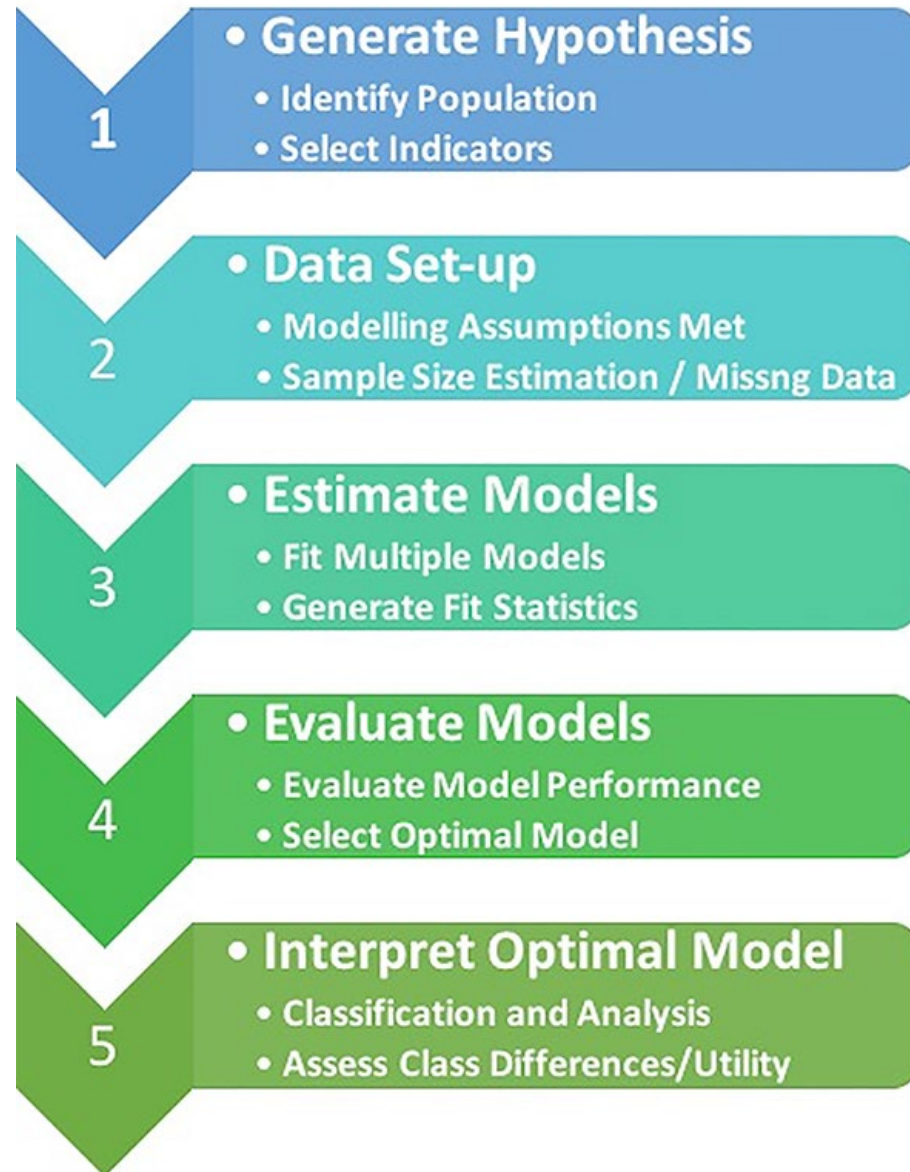 1
• Generate Hypothesis
• Identify Population
• Select Indicators
2
• Data Set-up
• Modelling Assumptions Met
• Sample Size Estimation / Missng Data
3
• Estimate Models
• Fit Multiple Models
• Generate Fit Statistics
4
• Evaluate Models
• Evaluate Model Performance
• Select Optimal Model
5
• Interpret Optimal Model
• Classification and Analysis
• Assess Class Differences/Utility